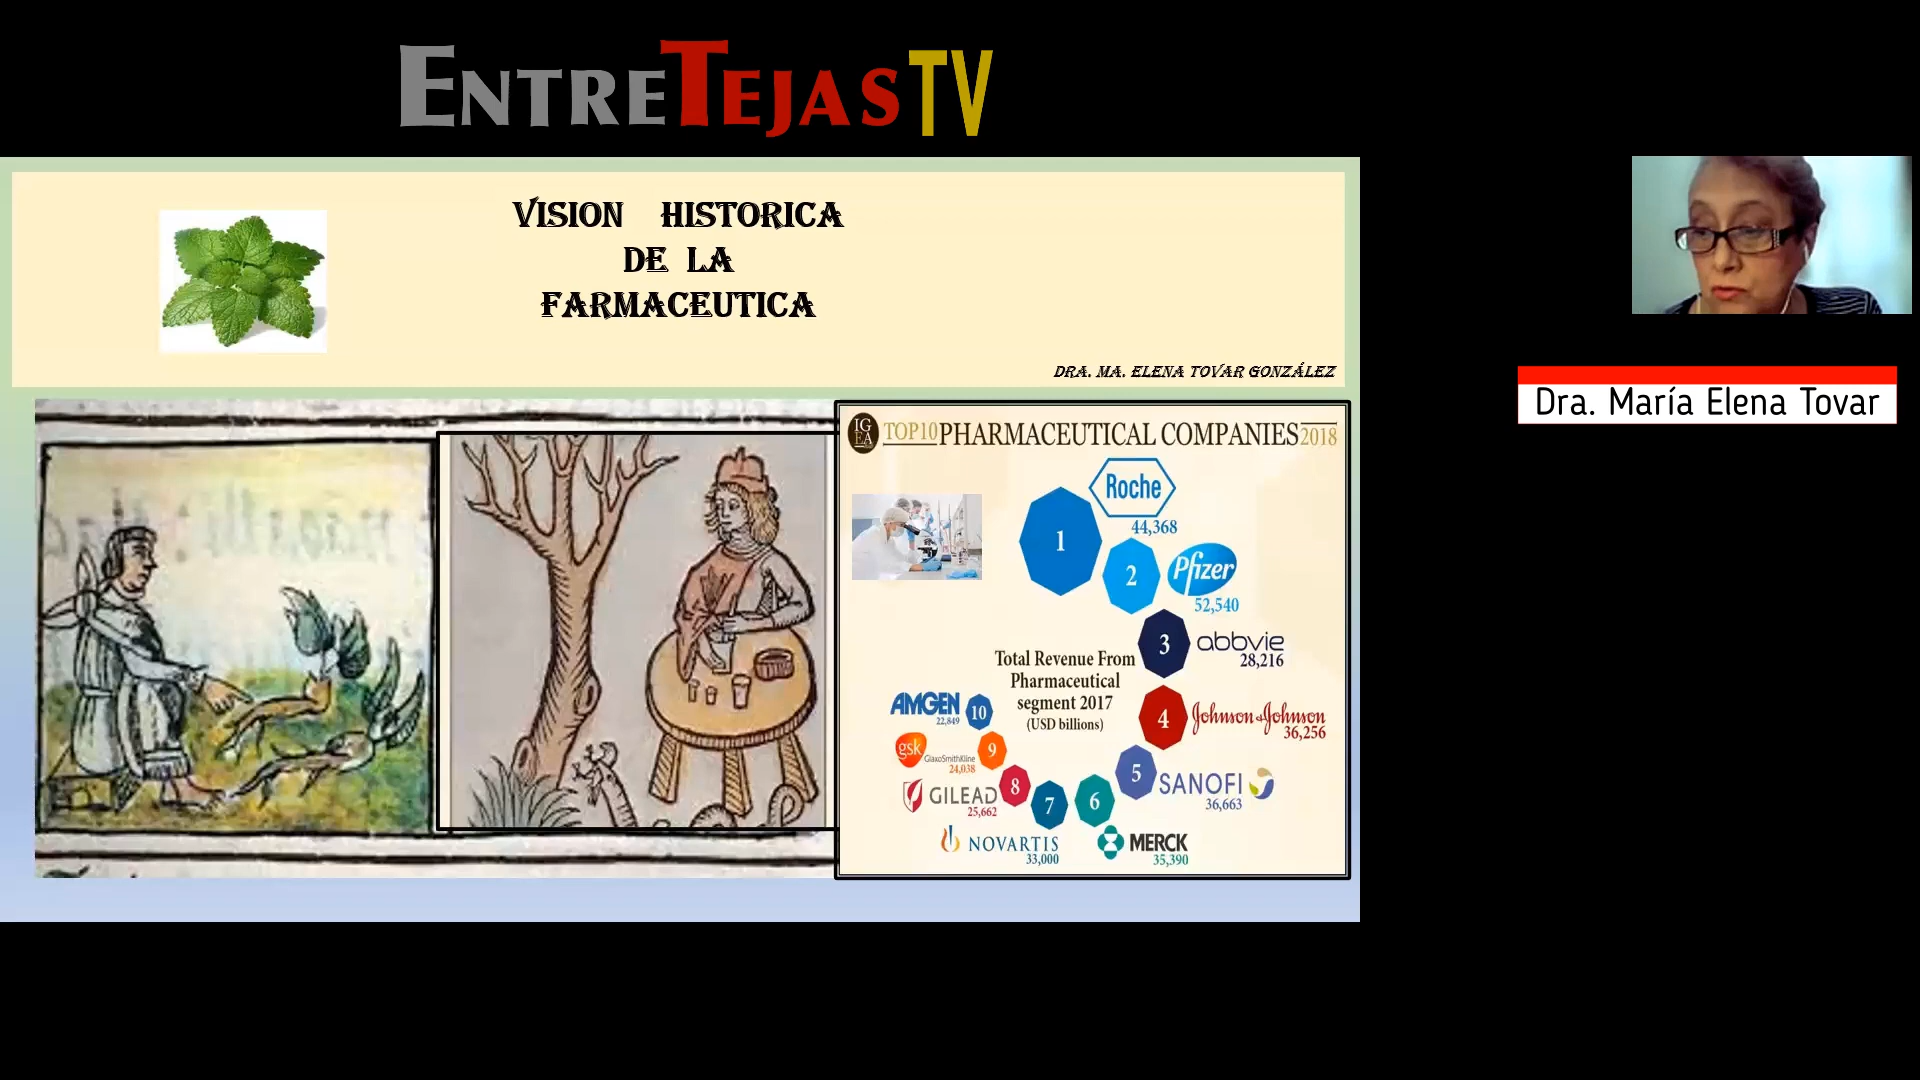 ENTRETEJAS TV
VISION HISTORICA
DE LA
FARMACEUTICA
DRA. MA. ELENA TOVAR GONZÁLEZ
Dra. María Elena Tovar
IG
EA
TOP10 PHARMACEUTICAL COMPANIES 2018
Roche
44,368
1
2
Pfizer
52,540
3
abbvie
28,216
Total Revenue From
Pharmaceutical
segment 2017
(USD billions)
4
Johnson & Johnson
36,256
5
SANOFI
36,663
6
MERCK
35,390
7
NOVARTIS
33,000
8
GILEAD
25,662
9
gsk
GlaxoSmithKline
24,038
10
AMGEN
22,849